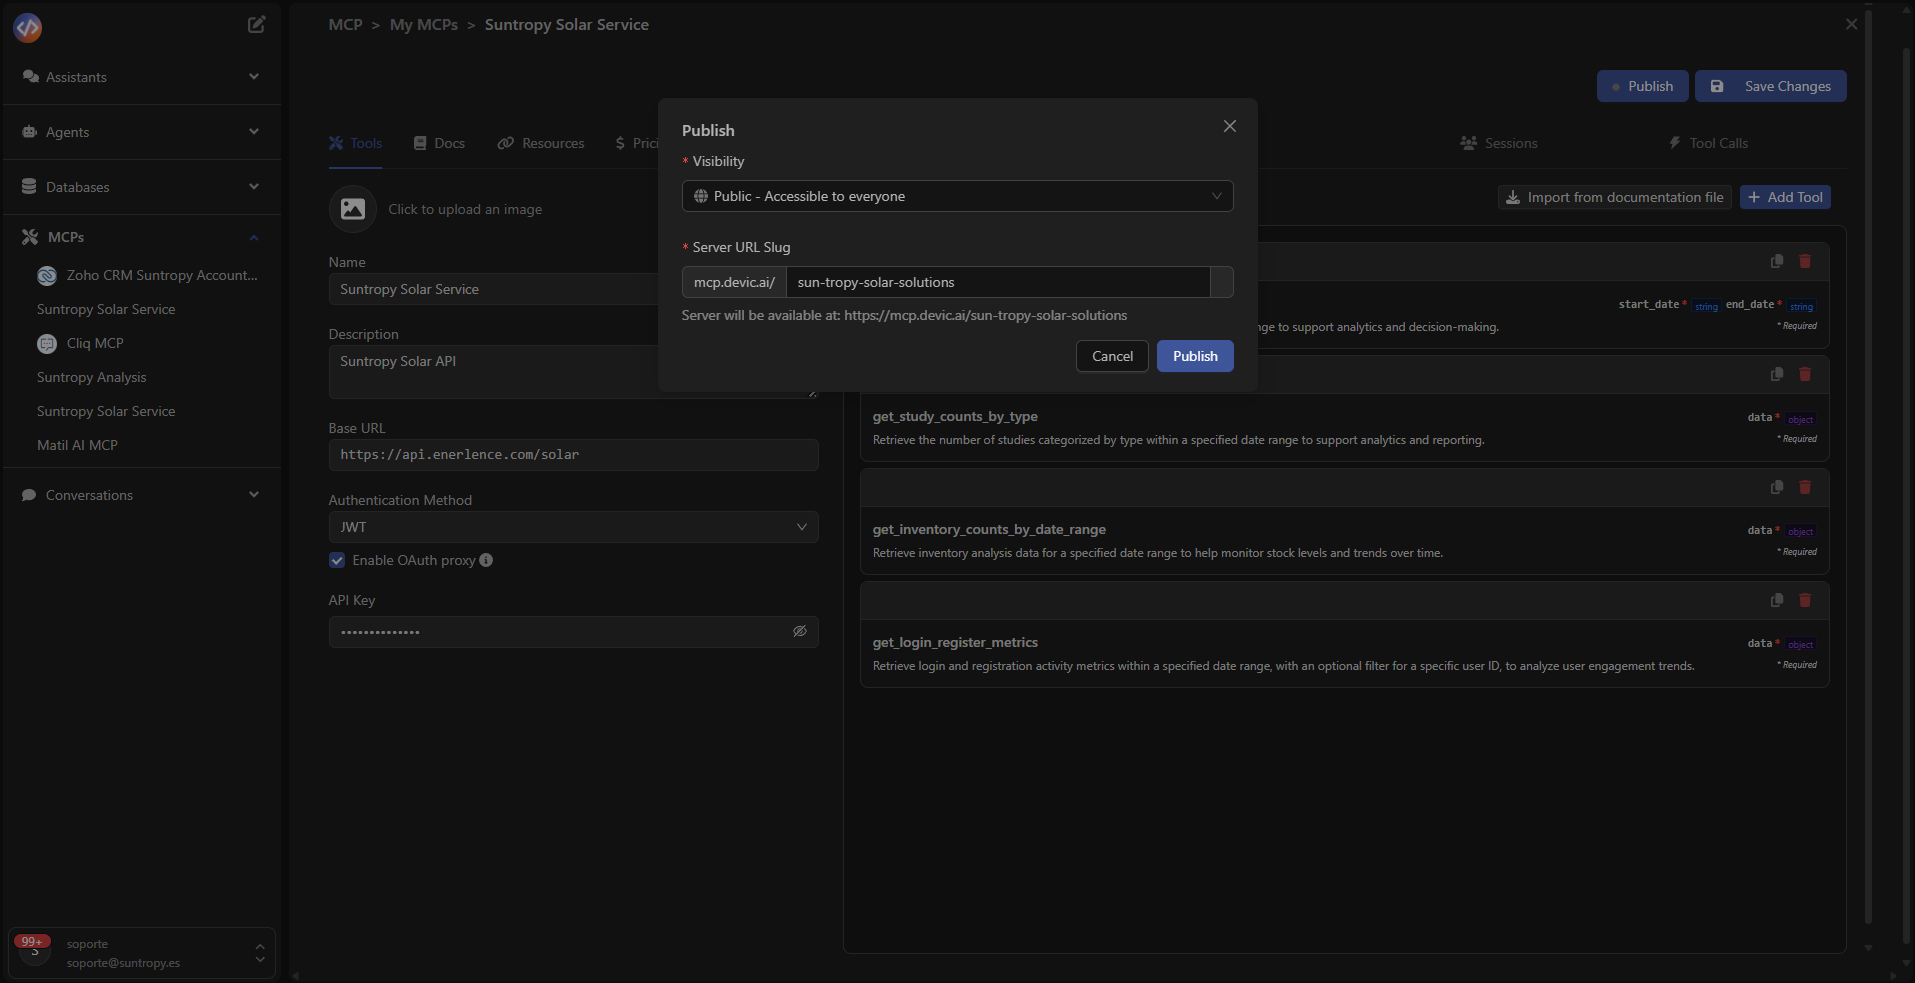 MCP > My MCPs > Suntropy Solar Service
Assistants
Agents
Databases
MCPs
Zoho CRM Suntropy Account...
Suntropy Solar Service
Cliq MCP
Suntropy Analysis
Suntropy Solar Service
Matil AI MCP
Conversations
99+
S
soporte
soporte@suntropy.es
Publish
Save Changes
Tools
Docs
Resources
$ Prici
Sessions
Tool Calls
Click to upload an image
Name
Suntropy Solar Service
Description
Suntropy Solar API
Base URL
https://api.enerlence.com/solar
Authentication Method
JWT
Enable OAuth proxy
API Key
••••••••••••••
Publish
* Visibility
Public - Accessible to everyone
* Server URL Slug
mcp.devic.ai/ sun-tropy-solar-solutions
Server will be available at: https://mcp.devic.ai/sun-tropy-solar-solutions
Cancel
Publish
Import from documentation file
+ Add Tool
start_date* string end_date* string
nge to support analytics and decision-making.
* Required
get_study_counts_by_type
data* object
Retrieve the number of studies categorized by type within a specified date range to support analytics and reporting.
* Required
get_inventory_counts_by_date_range
data* object
Retrieve inventory analysis data for a specified date range to help monitor stock levels and trends over time.
* Required
get_login_register_metrics
data* object
Retrieve login and registration activity metrics within a specified date range, with an optional filter for a specific user ID, to analyze user engagement trends.
* Required